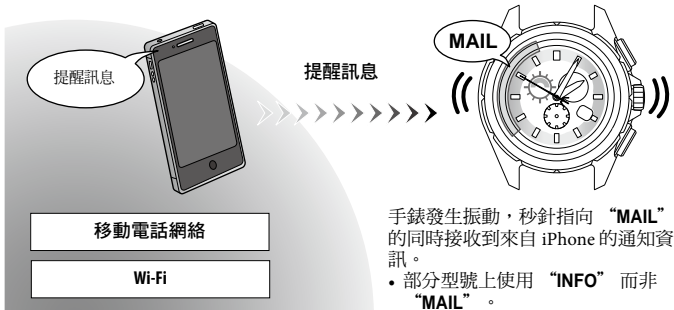 提醒訊息
提醒訊息
MAIL
移動電話網絡
Wi-Fi
手錶發生振動，秒針指向 “MAIL”
的同時接收到來自 iPhone 的通知資
訊。
• 部分型號上使用 “INFO” 而非
“MAIL” 。